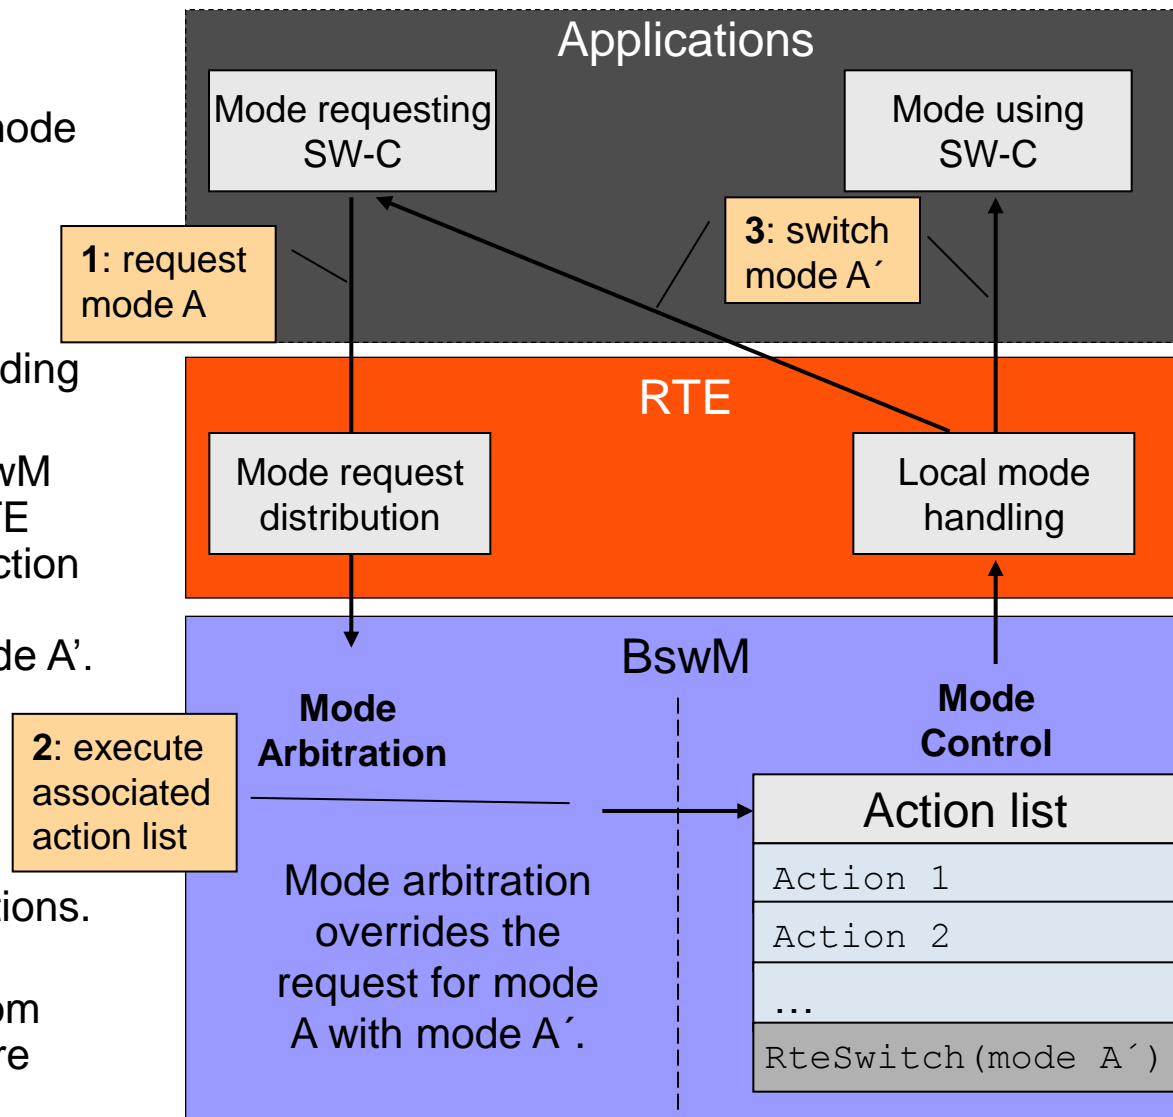 Applications
Mode requesting
SW-C
Mode using
SW-C
1: request
mode A
3: switch
mode A´
RTE
Mode request
distribution
Local mode
handling
BswM
Mode
Arbitration
Mode
Control
2: execute
associated
action list
Action list
Action 1
Action 2
...
RteSwitch(mode A´)
Mode arbitration
overrides the
request for mode
A with mode A´.
de A’.